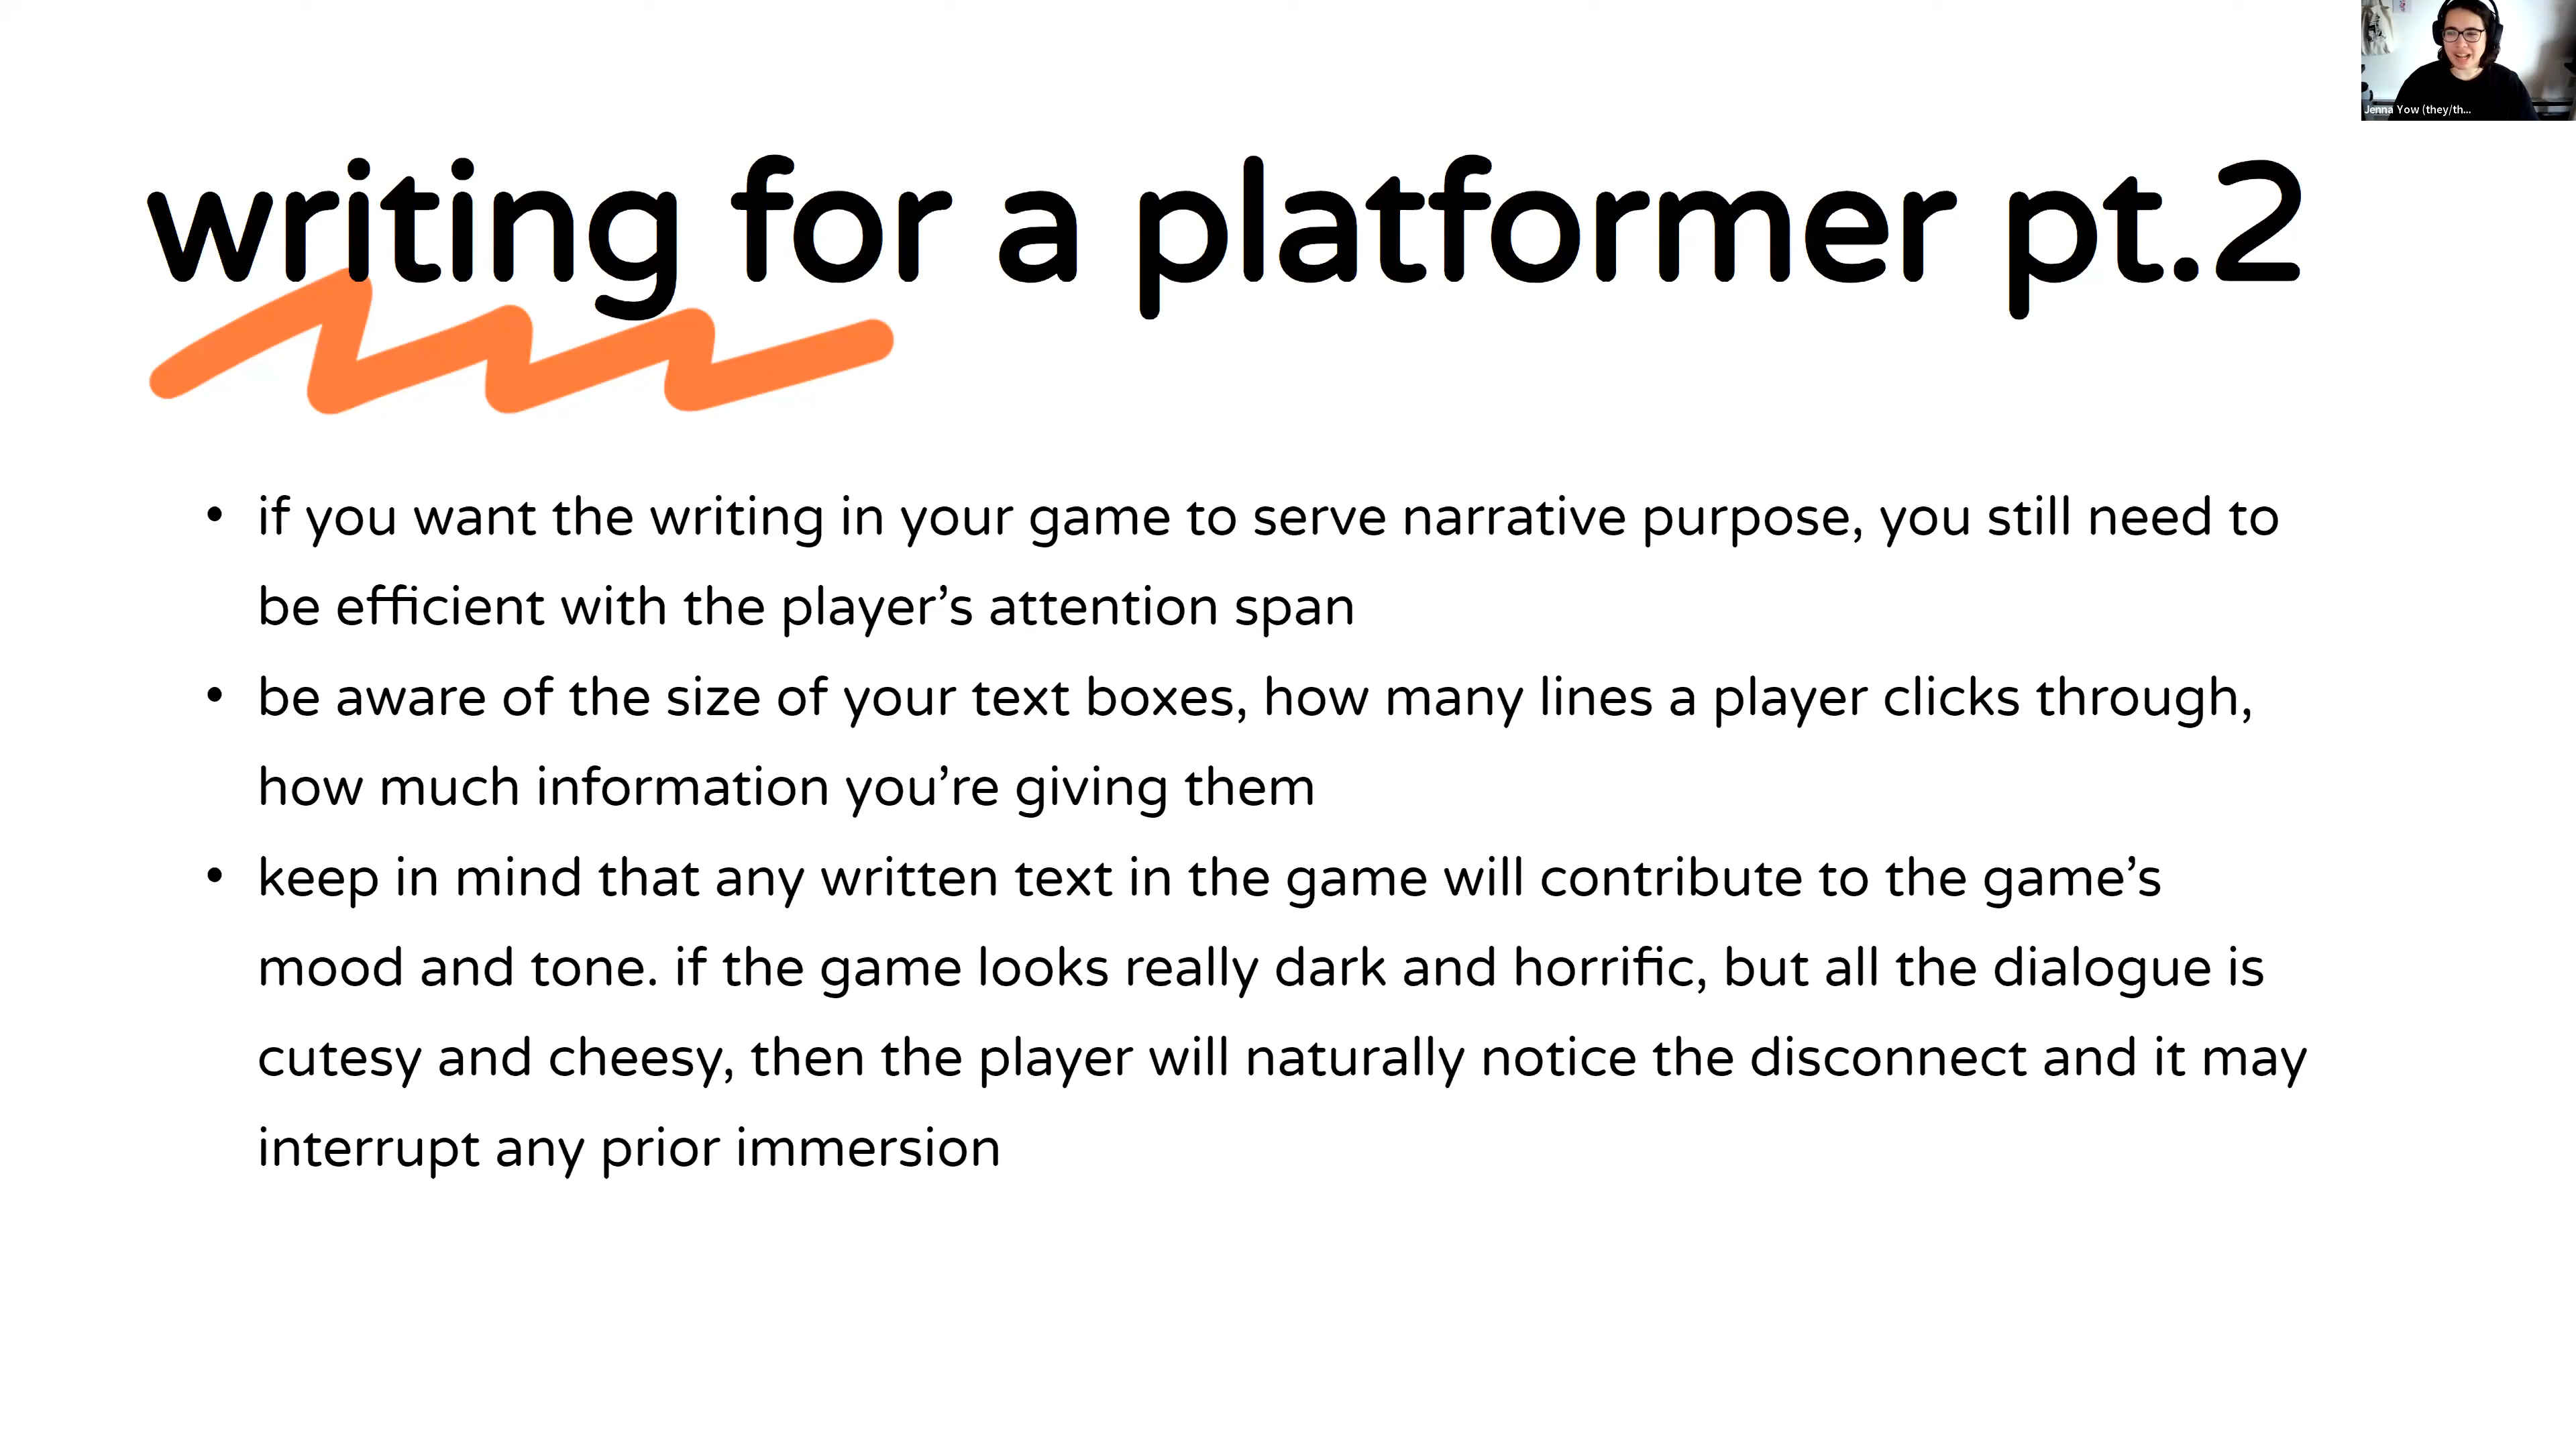 Jenna Yow (they/th...
writing for a platformer pt.2
• if you want the writing in your game to serve narrative purpose, you still need to
be efficient with the player’s attention span
• be aware of the size of your text boxes, how many lines a player clicks through,
how much information you’re giving them
• keep in mind that any written text in the game will contribute to the game’s
mood and tone. if the game looks really dark and horrific, but all the dialogue is
cutesy and cheesy, then the player will naturally notice the disconnect and it may
interrupt any prior immersion